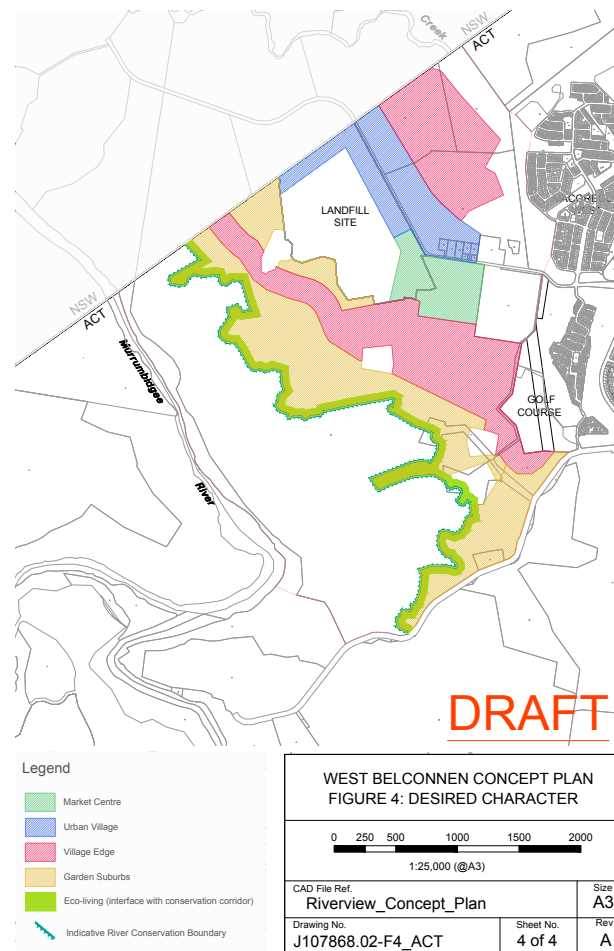 Creek
NSW
ACT
LANDFILL
SITE
NSW
ACT
Murrumbidgee
River
GOLF
COURSE
DRAFT
Legend
Market Centre
Urban Village
Village Edge
Garden Suburbs
Eco-living (interface with conservation corridor)
Indicative River Conservation Boundary
WEST BELCONNEN CONCEPT PLAN
FIGURE 4: DESIRED CHARACTER
0 250 500 1000 1500 2000
1:25,000 (@A3)
CAD File Ref. Size
Riverview_Concept_Plan A3
Drawing No. Sheet No. Rev
J107868.02-F4_ACT 4 of 4 A